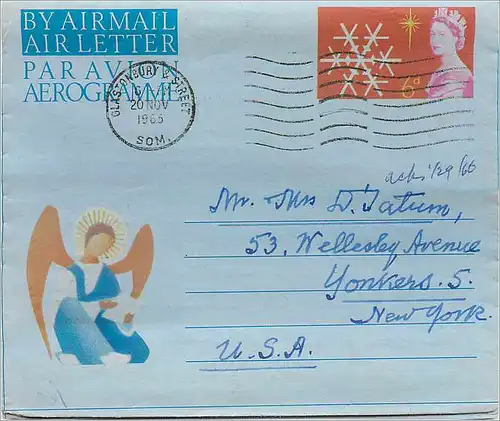 BY AIRMAIL
AIR LETTER
PAR AVION
AEROGRAMME
GLASTONBURY & STREET
20 NOV
1965
SOM.
6d
ack. 1/29/66
Mr. Mrs D. Tatum,
53, Wellesley Avenue
Yonkers. 5.
New York.
U.S.A.